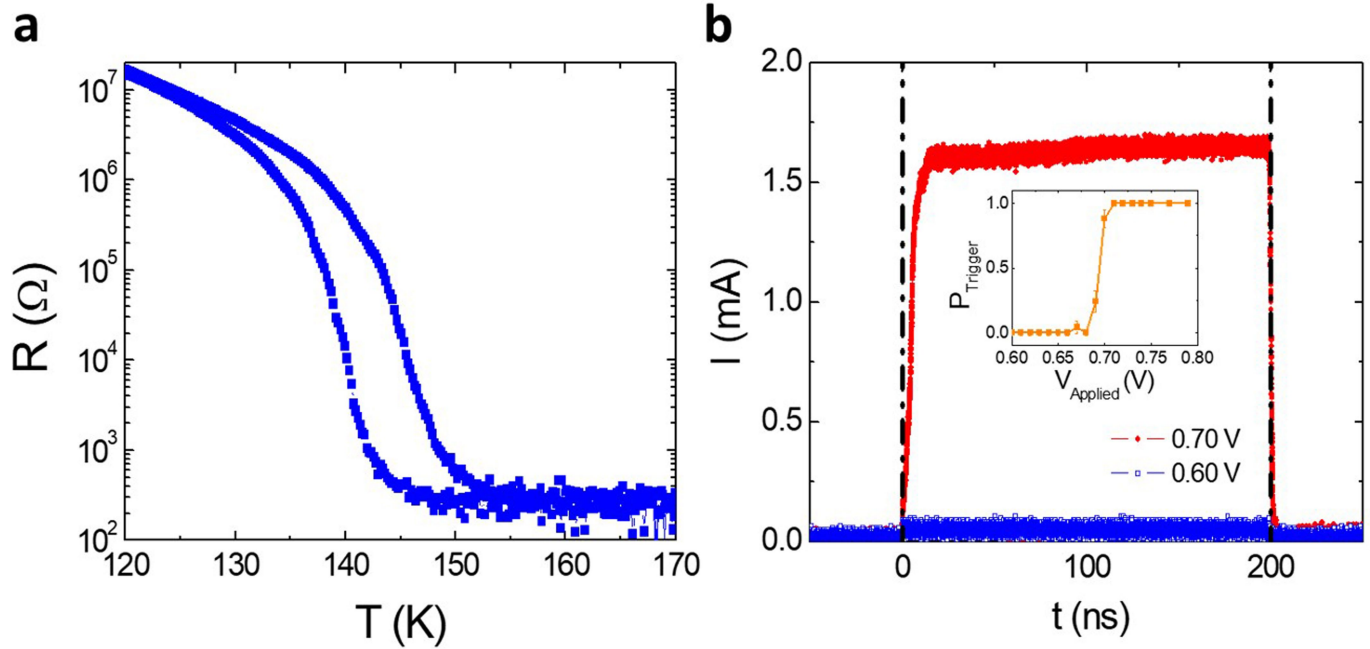 a
10⁷
10⁶
10⁵
10⁴
10³
10²
120 130 140 150 160 170
R (Ω)
T (K)
b
2.0
1.5
1.0
0.5
0.0
0 100 200
I (mA)
t (ns)
1.0
0.5
0.0
0.60 0.65 0.70 0.75 0.80
P_Trigger
V_Applied (V)
0.70 V
0.60 V